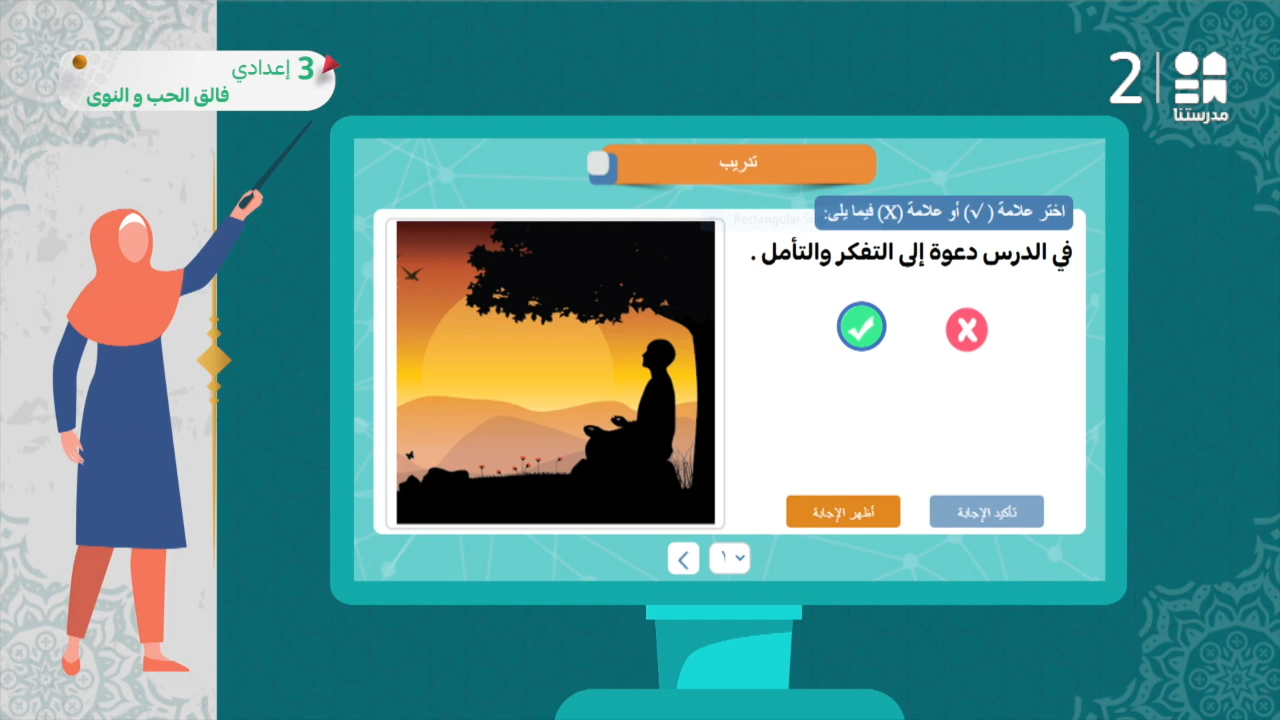 3 إعدادي
فالق الحب و النوى
2
مدرستنا
تدريب
اختر علامة (√) أو علامة (X) فيما يلى:
في الدرس دعوة إلى التفكر والتأمل .
أظهر الإجابة
تأكيد الإجابة
١